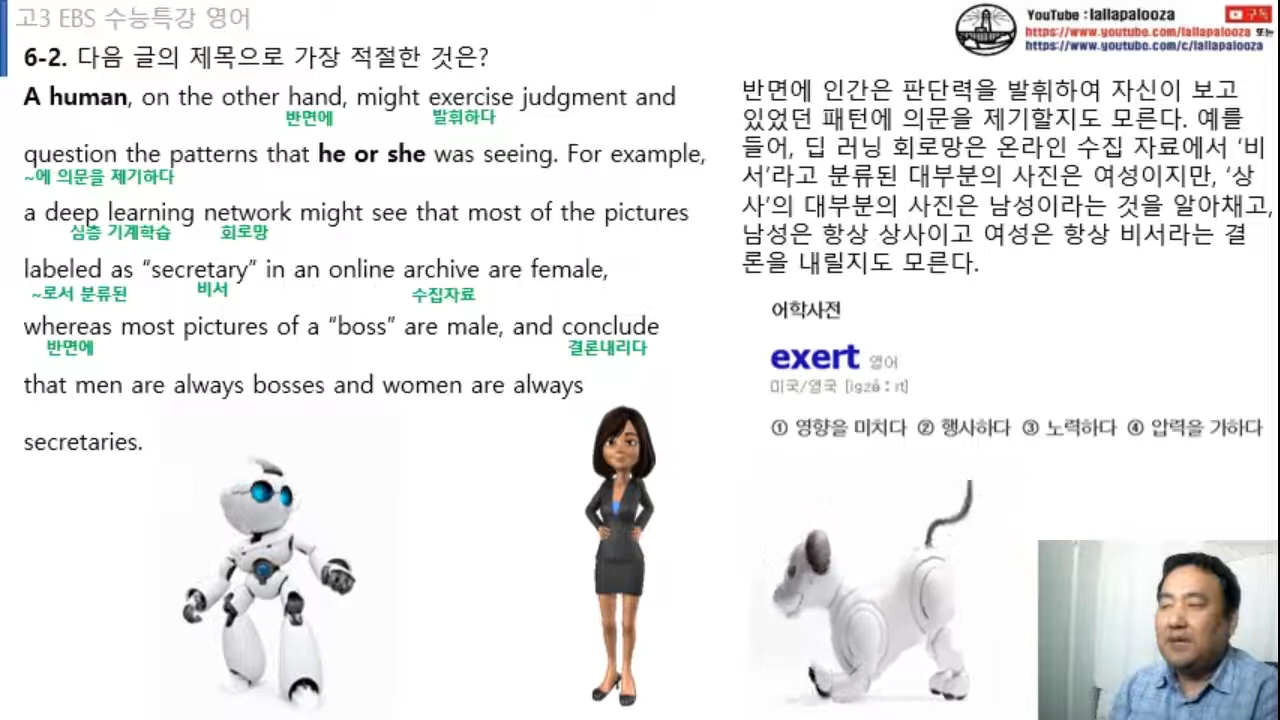 고3 EBS 수능특강 영어
YouTube : lallapalooza
구독
https://www.youtube.com/lallapalooza 또는
https://www.youtube.com/c/lallapalooza
6-2. 다음 글의 제목으로 가장 적절한 것은?
A human, on the other hand, might exercise judgment and
반면에 발휘하다
question the patterns that he or she was seeing. For example,
~에 의문을 제기하다
a deep learning network might see that most of the pictures
심층 기계학습 회로망
labeled as “secretary” in an online archive are female,
~로서 분류된 비서 수집자료
whereas most pictures of a “boss” are male, and conclude
반면에 결론내리다
that men are always bosses and women are always
secretaries.
반면에 인간은 판단력을 발휘하여 자신이 보고
있었던 패턴에 의문을 제기할지도 모른다. 예를
들어, 딥 러닝 회로망은 온라인 수집 자료에서 ‘비
서’라고 분류된 대부분의 사진은 여성이지만, ‘상
사’의 대부분의 사진은 남성이라는 것을 알아채고,
남성은 항상 상사이고 여성은 항상 비서라는 결
론을 내릴지도 모른다.
어학사전
exert 영어
미국/영국 [iɡzə́ːrt]
① 영향을 미치다 ② 행사하다 ③ 노력하다 ④ 압력을 가하다